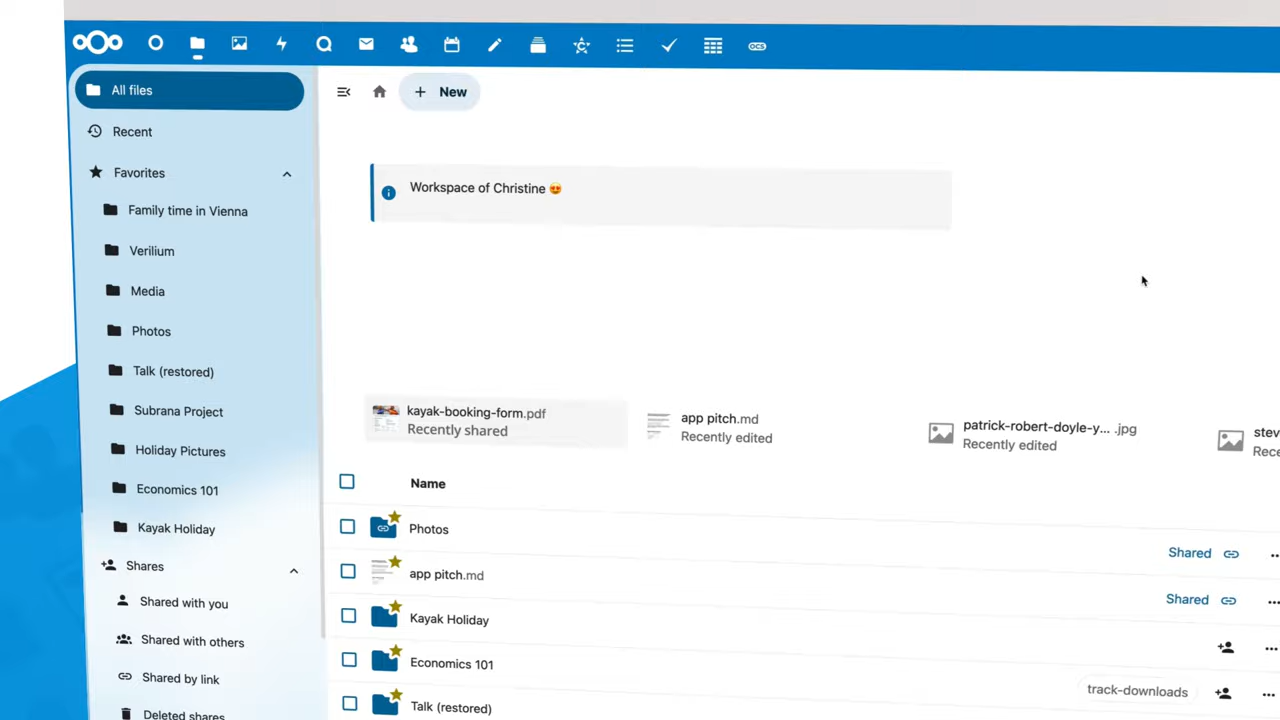 All files
Recent
Favorites
Family time in Vienna
Verilium
Media
Photos
Talk (restored)
Subrana Project
Holiday Pictures
Economics 101
Kayak Holiday
Shares
Shared with you
Shared with others
Shared by link
Deleted shares
+ New
Workspace of Christine 😍
kayak-booking-form.pdf
Recently shared
app pitch.md
Recently edited
patrick-robert-doyle-y... .jpg
Recently edited
Name
Photos
Shared
app pitch.md
Shared
Kayak Holiday
Economics 101
track-downloads
Talk (restored)